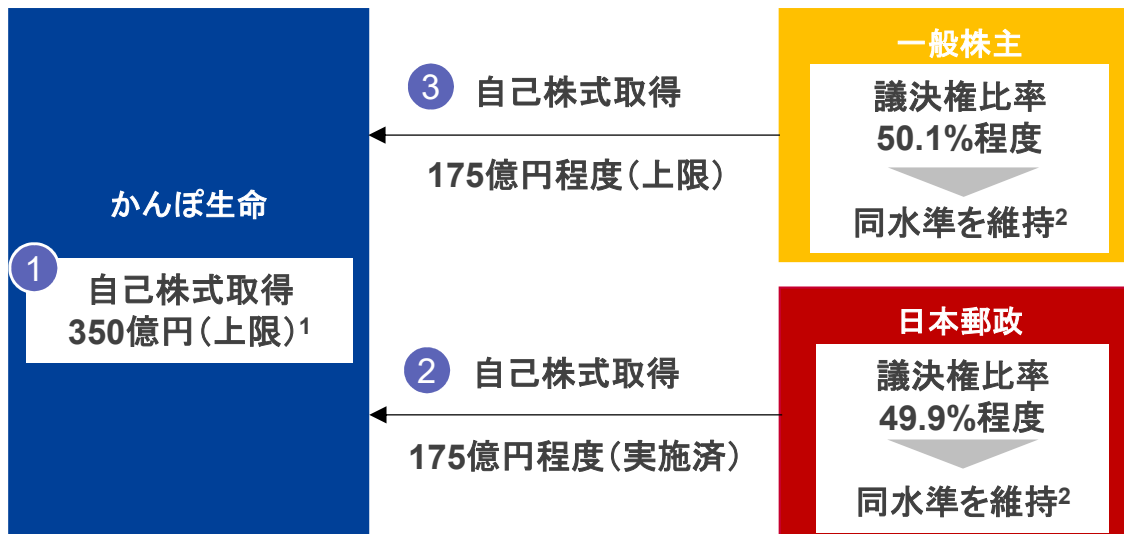 かんぽ生命
1
自己株式取得
350億円(上限)1
3 自己株式取得
175億円程度(上限)
2 自己株式取得
175億円程度(実施済)
一般株主
議決権比率
50.1%程度
同水準を維持2
日本郵政
議決権比率
49.9%程度
同水準を維持2